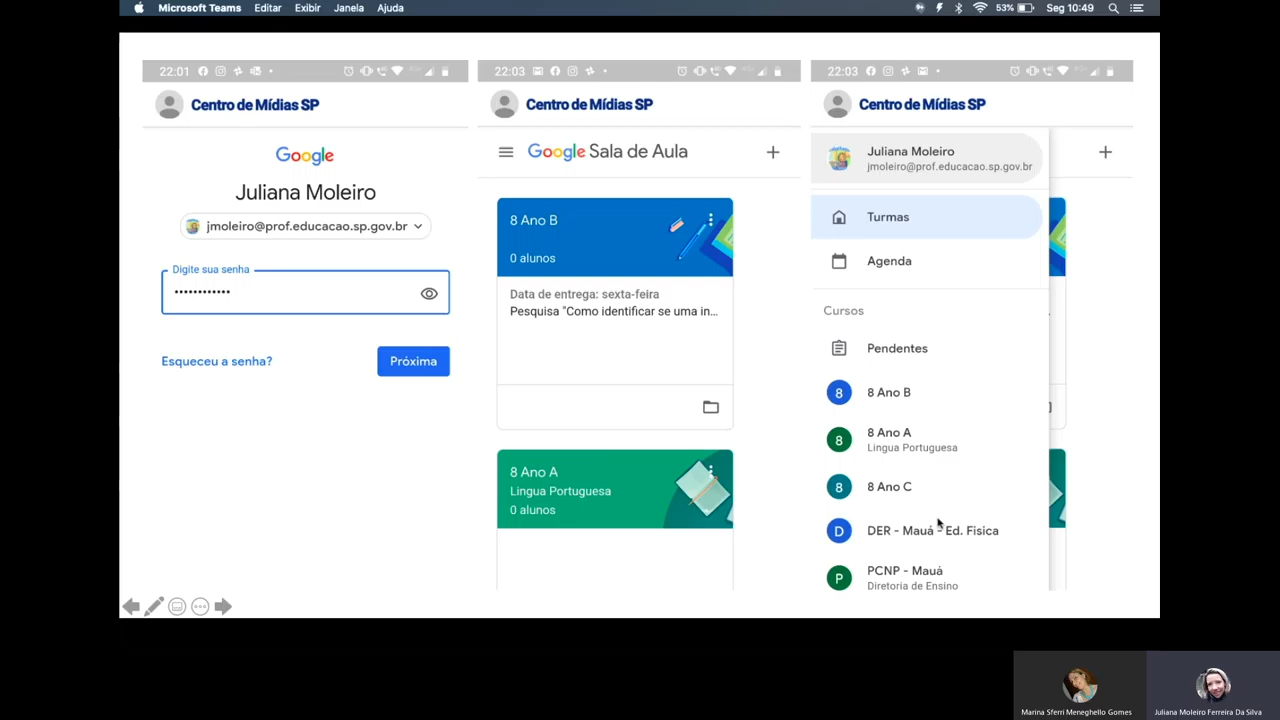 Microsoft Teams Editar Exibir Janela Ajuda
53% Seg 10:49
22:01
Centro de Mídias SP
Google
Juliana Moleiro
jmoleiro@prof.educacao.sp.gov.br
Digite sua senha
••••••••••••
Esqueceu a senha?
Próxima
22:03
Centro de Mídias SP
Google Sala de Aula
8 Ano B
0 alunos
Data de entrega: sexta-feira
Pesquisa "Como identificar se uma in...
8 Ano A
Lingua Portuguesa
0 alunos
22:03
Centro de Mídias SP
Juliana Moleiro
jmoleiro@prof.educacao.sp.gov.br
Turmas
Agenda
Cursos
Pendentes
8 8 Ano B
8 8 Ano A
Lingua Portuguesa
8 8 Ano C
D DER - Mauá - Ed. Fisica
P PCNP - Mauá
Diretoria de Ensino
Marina Sferri Meneghello Gomes
Juliana Moleiro Ferreira Da Silva